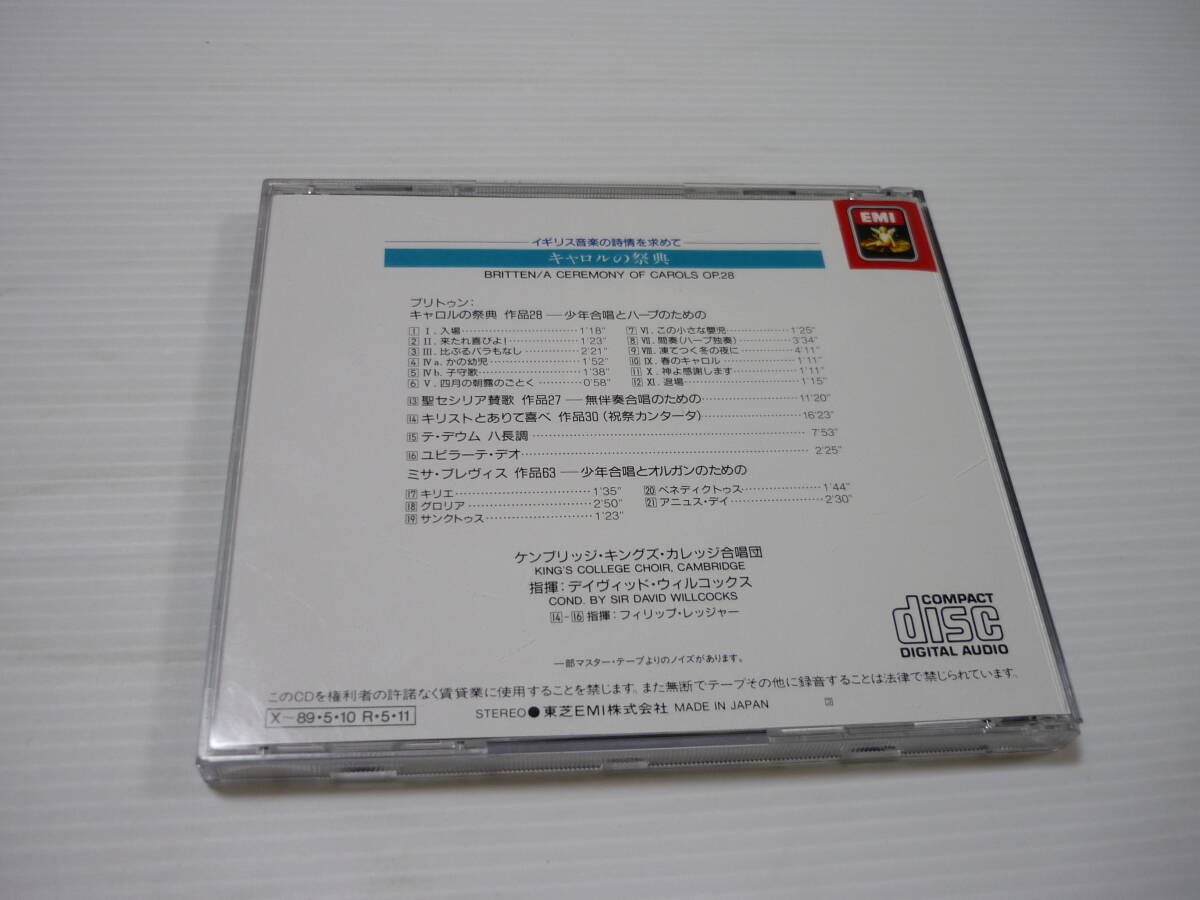 EMI
イギリス音楽の詩情を求めて
キャロルの祭典
BRITTEN/A CEREMONY OF CAROLS OP.28
ブリトゥン:
キャロルの祭典 作品28―少年合唱とハープのための
1 Ⅰ. 入場 1'18"
2 Ⅱ. 来たれ喜びよ! 1'23"
3 Ⅲ. 比ぶるバラもなし 2'21"
4 Ⅳa. かの幼児 1'52"
5 Ⅳb. 子守歌 1'38"
6 Ⅴ. 四月の朝露のごとく 0'58"
7 Ⅵ. この小さな嬰児 1'25"
8 Ⅶ. 間奏(ハープ独奏) 3'34"
9 Ⅷ. 凍てつく冬の夜に 4'11"
10 Ⅸ. 春のキャロル 1'11"
11 Ⅹ. 神よ感謝します 1'11"
12 Ⅺ. 退場 1'15"
13 聖セシリア賛歌 作品27―無伴奏合唱のための 11'20"
14 キリストとありて喜べ 作品30(祝祭カンタータ) 16'23"
15 テ・デウム ハ長調 7'53"
16 ユビラーテ・デオ 2'25"
ミサ・ブレヴィス 作品63―少年合唱とオルガンのための
17 キリエ 1'35"
18 グロリア 2'50"
19 サンクトゥス 1'23"
20 ベネディクトゥス 1'44"
21 アニュス・デイ 2'30"
ケンブリッジ・キングズ・カレッジ合唱団
KING'S COLLEGE CHOIR, CAMBRIDGE
指揮:デイヴィッド・ウィルコックス
COND. BY SIR DAVID WILLCOCKS
14-16 指揮:フィリップ・レッジャー
COMPACT
disc
DIGITAL AUDIO
一部マスター・テープよりのノイズがあります。
このCDを権利者の許諾なく賃貸業に使用することを禁じます。また無断でテープその他に録音することは法律で禁じられています。
X-89・5・10 R・5・11
STEREO● 東芝EMI株式会社 MADE IN JAPAN